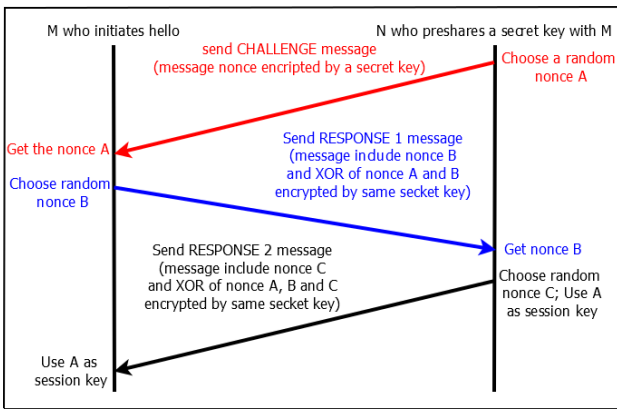 M who initiates hello
N who preshares a secret key with M
send CHALLENGE message
(message nonce encripted by a secret key)
Choose a random
nonce A
Get the nonce A
Send RESPONSE 1 message
(message include nonce B
and XOR of nonce A and B
encrypted by same secket key)
Choose random
nonce B
Get nonce B
Send RESPONSE 2 message
(message include nonce C
and XOR of nonce A, B and C
encrypted by same secket key)
Choose random
nonce C; Use A
as session key
Use A as
session key